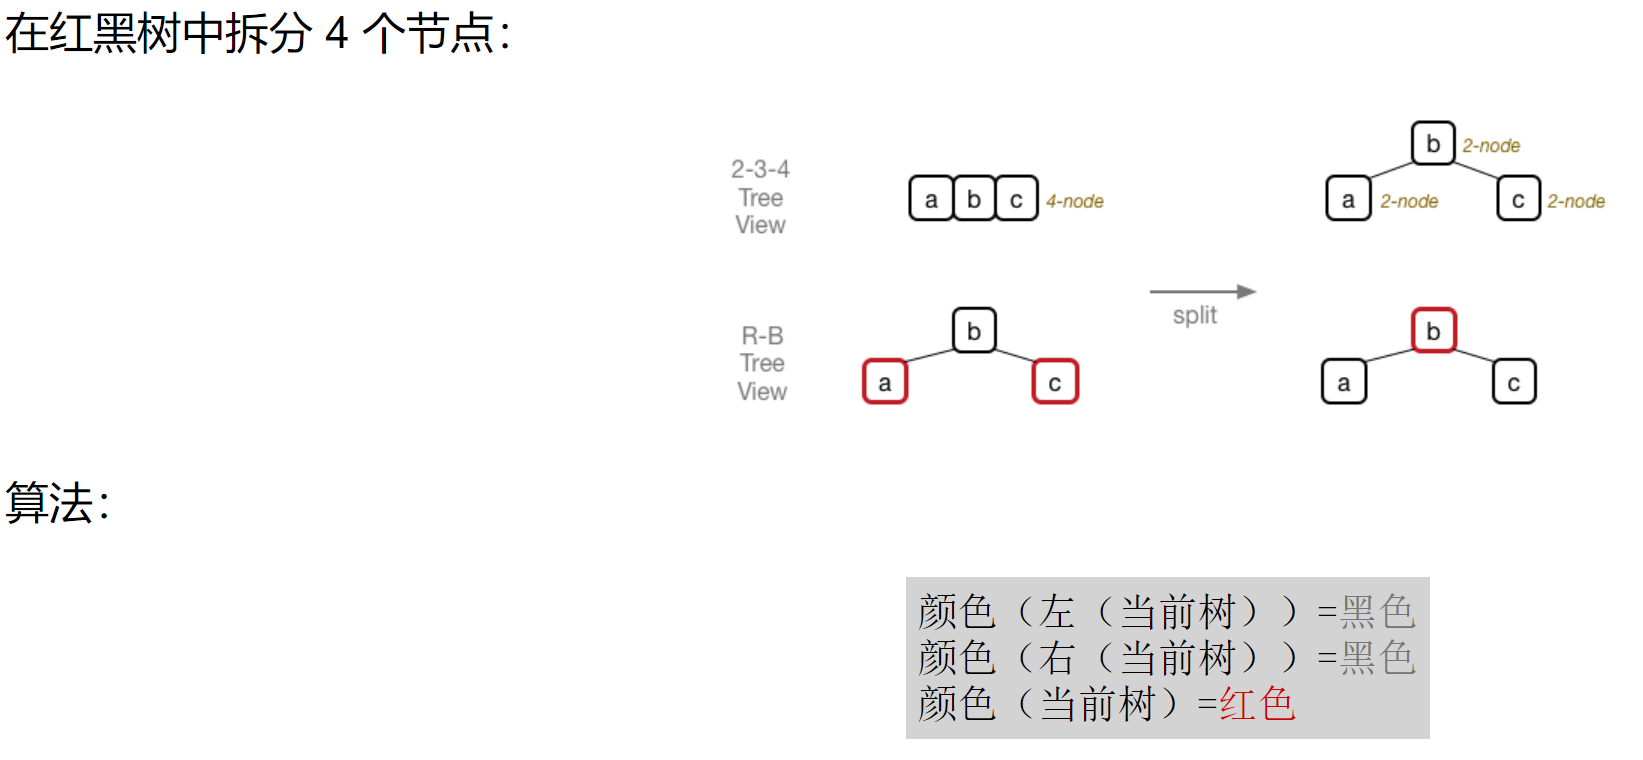 在红黑树中拆分 4 个节点：
2-3-4
Tree
View
a b c 4-node
b 2-node
a 2-node
c 2-node
split
R-B
Tree
View
b
a
c
b
a
c
算法：
颜色（左（当前树））=黑色
颜色（右（当前树））=黑色
颜色（当前树）=红色